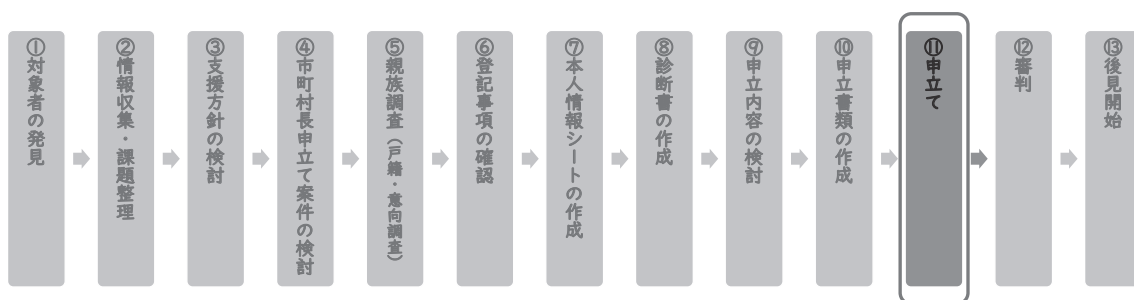 ①対象者の発見
②情報収集・課題整理
③支援方針の検討
④市町村長申立て案件の検討
⑤親族調査（戸籍・意向調査）
⑥登記事項の確認
⑦本人情報シートの作成
⑧診断書の作成
⑨申立内容の検討
⑩申立書類の作成
⑪申立て
⑫審判
⑬後見開始